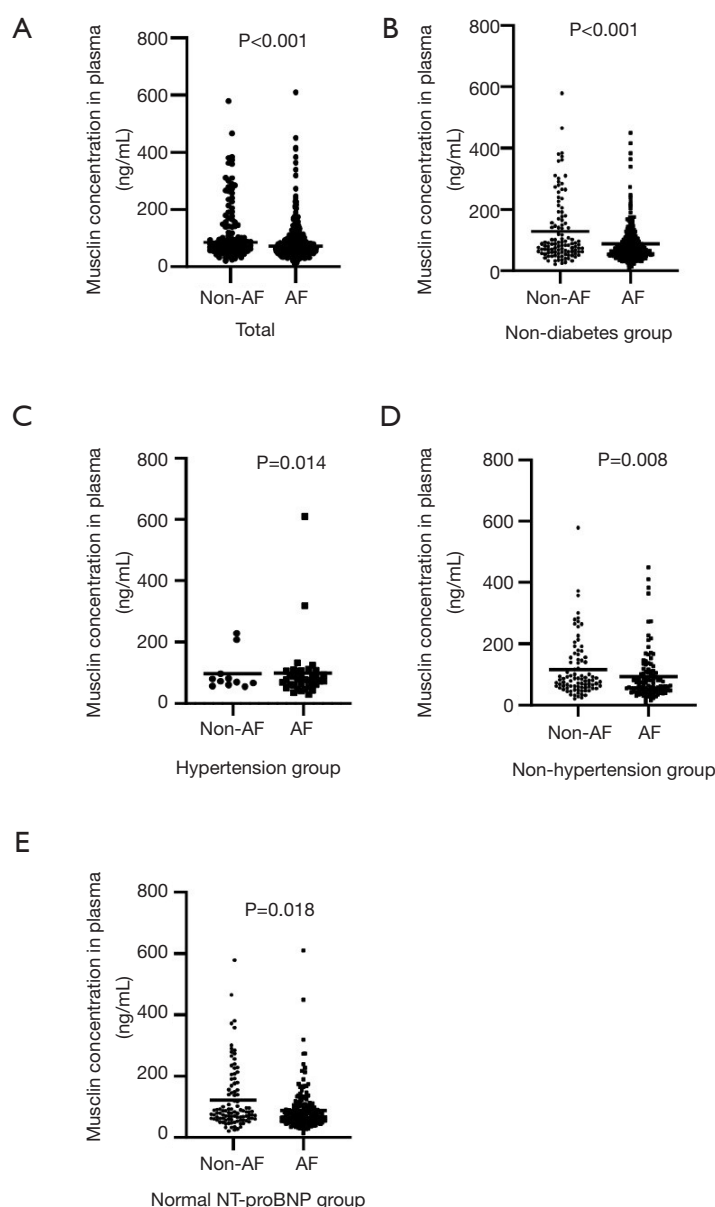 A
Musclin concentration in plasma
(ng/mL)
800
600
400
200
0
P<0.001
Non-AF AF
Total
B
Musclin concentration in plasma
(ng/mL)
800
600
400
200
0
P<0.001
Non-AF AF
Non-diabetes group
C
Musclin concentration in plasma
(ng/mL)
800
600
400
200
0
P=0.014
Non-AF AF
Hypertension group
D
Musclin concentration in plasma
(ng/mL)
800
600
400
200
0
P=0.008
Non-AF AF
Non-hypertension group
E
Musclin concentration in plasma
(ng/mL)
800
600
400
200
0
P=0.018
Non-AF AF
Normal NT-proBNP group